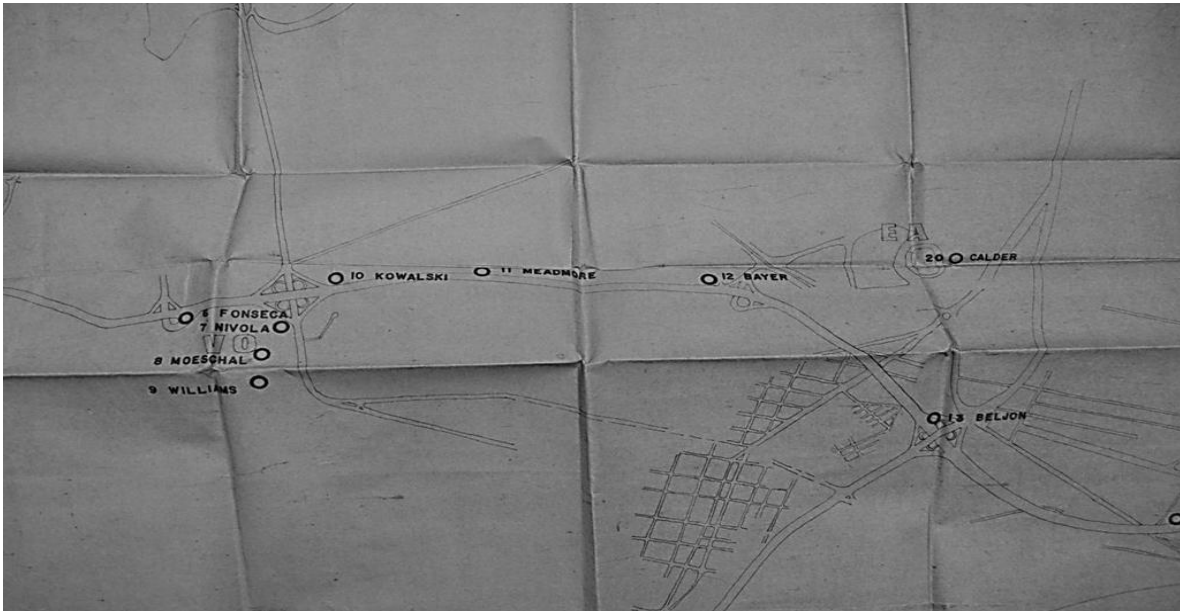 E A
20 CALDER
10 KOWALSKI
11 MEADMORE
12 BAYER
6 FONSECA
7 NIVOLA
V O
8 MOESCHAL
9 WILLIAMS
13 BELJON